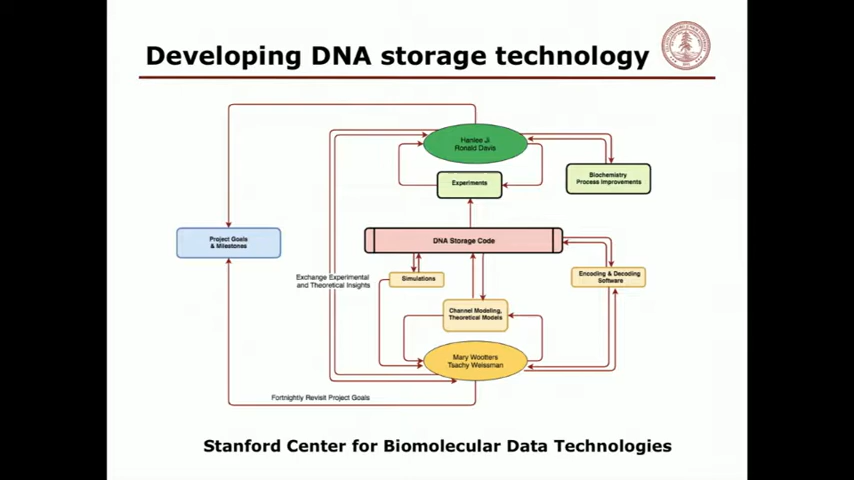 Developing DNA storage technology
Hanlee Ji
Ronald Davis
Biochemistry
Process Improvements
Experiments
Project Goals
& Milestones
DNA Storage Code
Exchange Experimental
and Theoretical Insights
Simulations
Encoding & Decoding
Software
Channel Modeling,
Theoretical Models
Mary Wootters
Tsachy Weissman
Fortnightly Revisit Project Goals
Stanford Center for Biomolecular Data Technologies